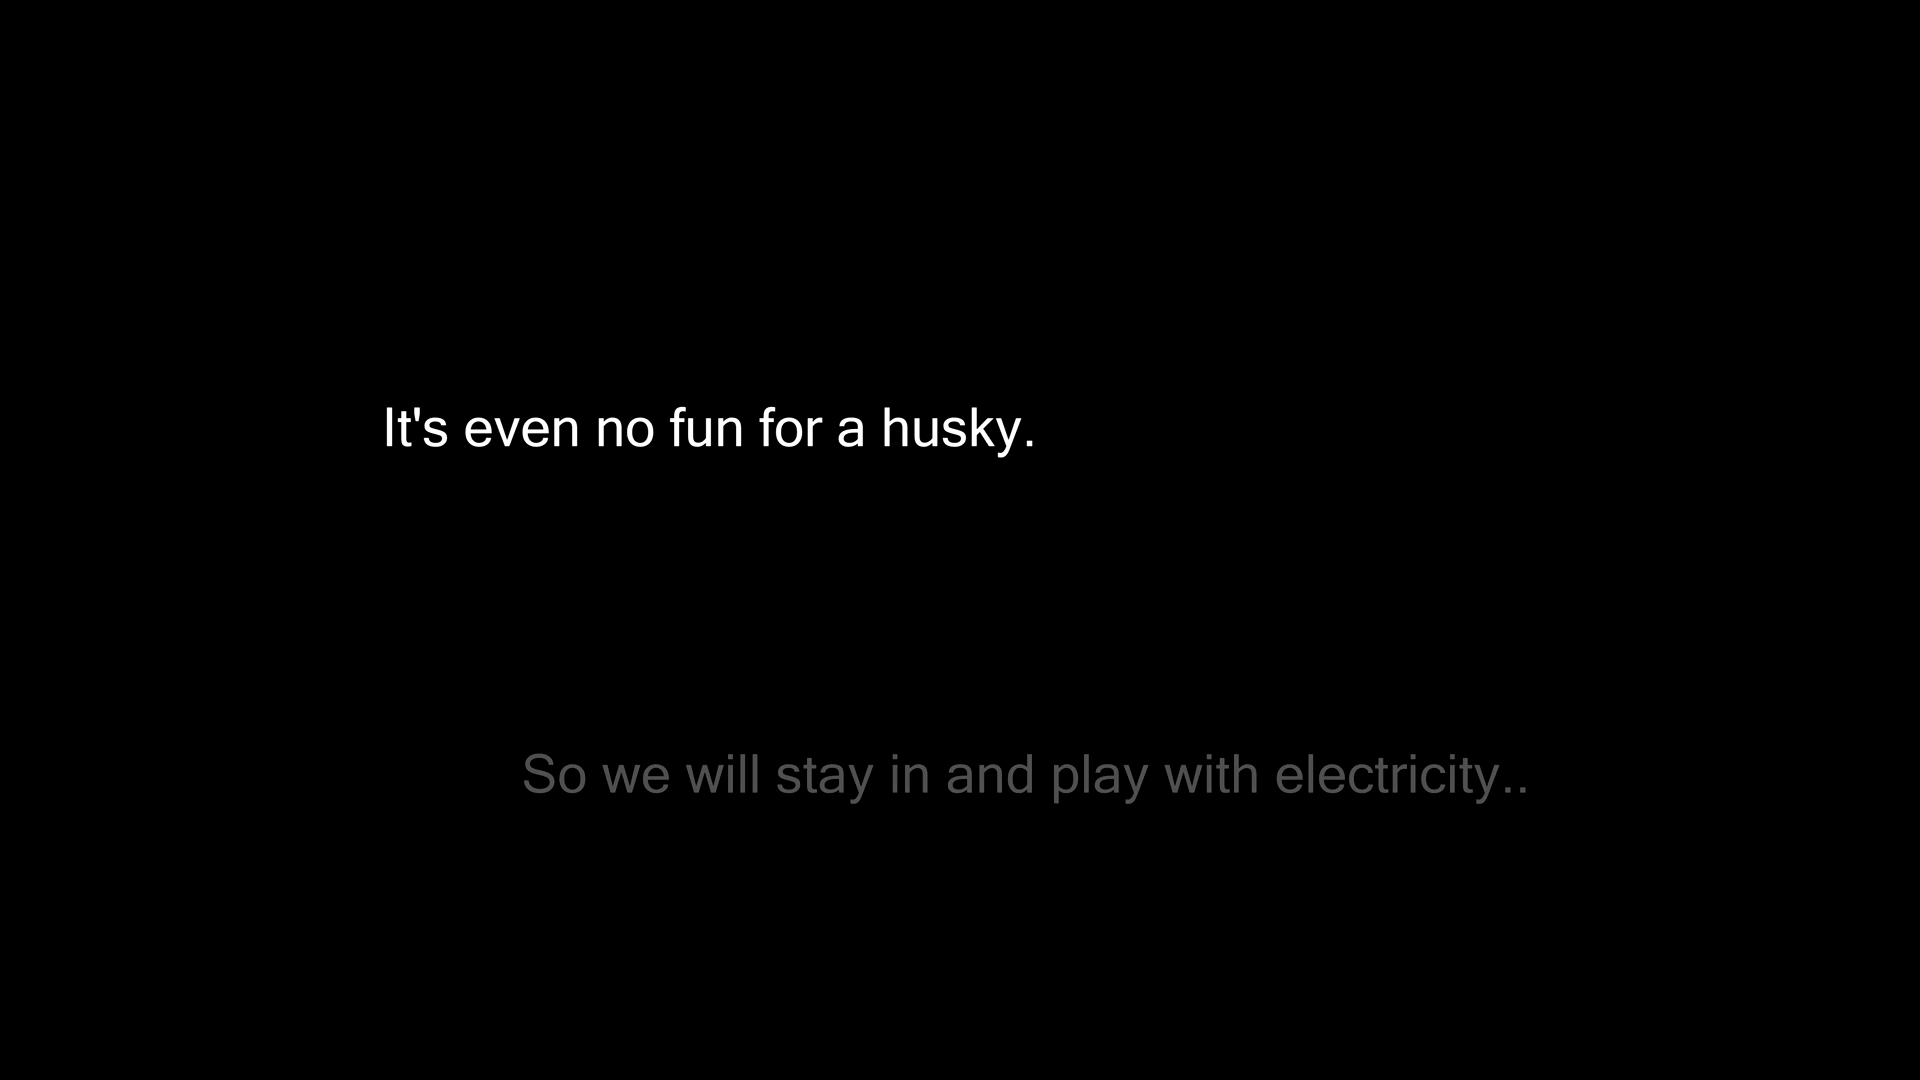 It's even no fun for a husky.
So we will stay in and play with electricity..